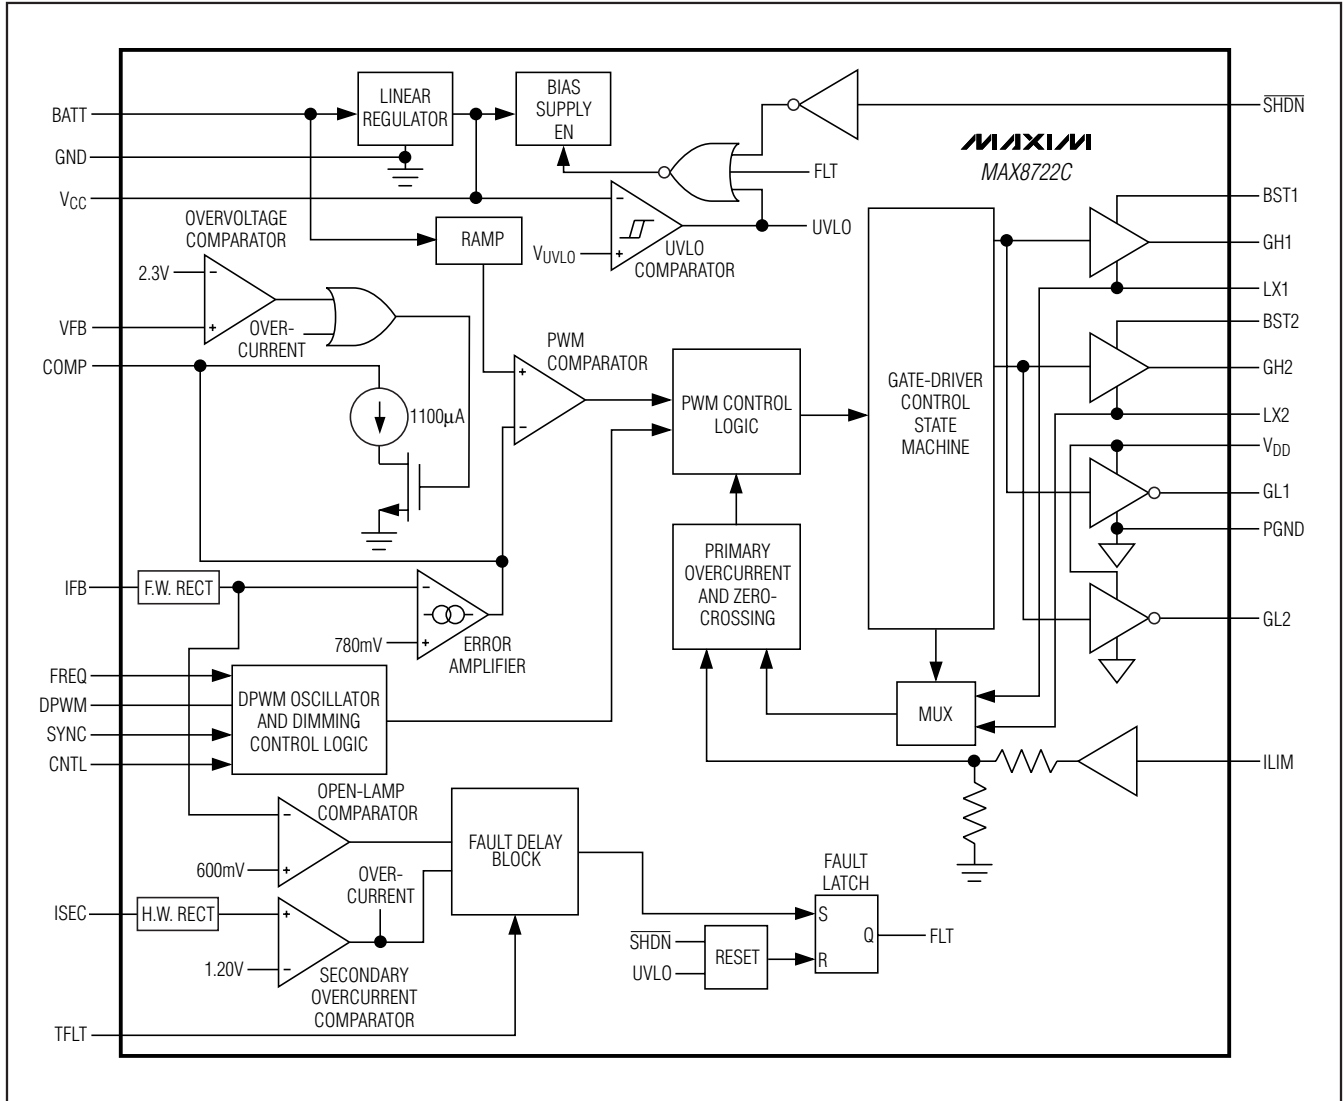 BATT
GND
VCC
VFB
COMP
IFB
FREQ
DPWM
SYNC
CNTL
ISEC
TFLT
LINEAR
REGULATOR
BIAS
SUPPLY
EN
FLT
UVLO
VUVLO
UVLO
COMPARATOR
RAMP
OVERVOLTAGE
COMPARATOR
2.3V
-
+
OVER-
CURRENT
1100µA
PWM
COMPARATOR
+
-
-
+
PWM CONTROL
LOGIC
PRIMARY
OVERCURRENT
AND ZERO-
CROSSING
GATE-DRIVER
CONTROL
STATE
MACHINE
MAXIM
MAX8722C
F.W. RECT
-
+
780mV
ERROR
AMPLIFIER
DPWM OSCILLATOR
AND DIMMING
CONTROL LOGIC
MUX
OPEN-LAMP
COMPARATOR
-
+
600mV
FAULT DELAY
BLOCK
OVER-
CURRENT
H.W. RECT
+
-
1.20V
SECONDARY
OVERCURRENT
COMPARATOR
SHDN
UVLO
RESET
FAULT
LATCH
S
Q
R
FLT
SHDN
BST1
GH1
LX1
BST2
GH2
LX2
VDD
GL1
PGND
GL2
ILIM